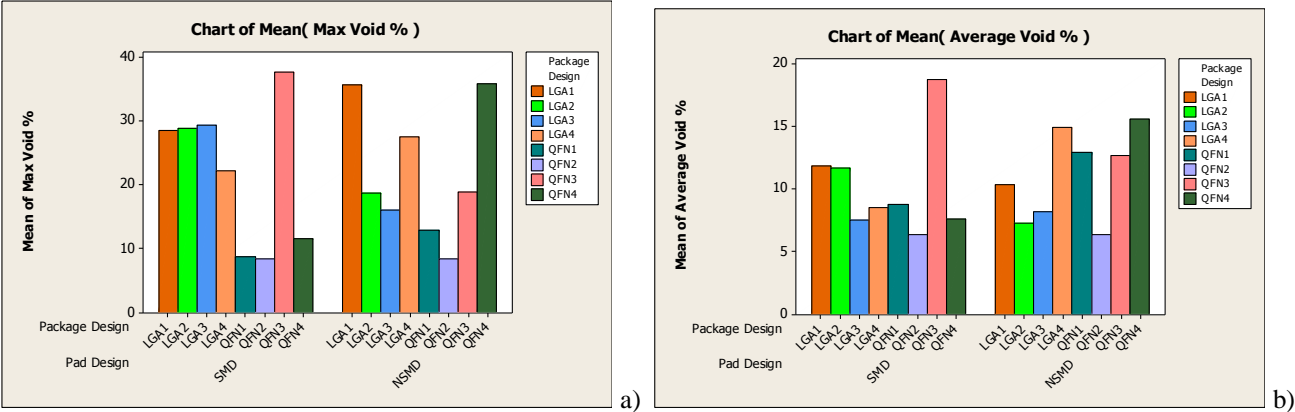 Chart of Mean( Max Void % )
Mean of Max Void %
40
30
20
10
0
Package Design
LGA1 LGA2 LGA3 LGA4 QFN1 QFN2 QFN3 QFN4 LGA1 LGA2 LGA3 LGA4 QFN1 QFN2 QFN3 QFN4
Pad Design
SMD NSMD
Package
Design
LGA1
LGA2
LGA3
LGA4
QFN1
QFN2
QFN3
QFN4
a)
Chart of Mean( Average Void % )
Mean of Average Void %
20
15
10
5
0
Package Design
LGA1 LGA2 LGA3 LGA4 QFN1 QFN2 QFN3 QFN4 LGA1 LGA2 LGA3 LGA4 QFN1 QFN2 QFN3 QFN4
Pad Design
SMD NSMD
Package
Design
LGA1
LGA2
LGA3
LGA4
QFN1
QFN2
QFN3
QFN4
b)